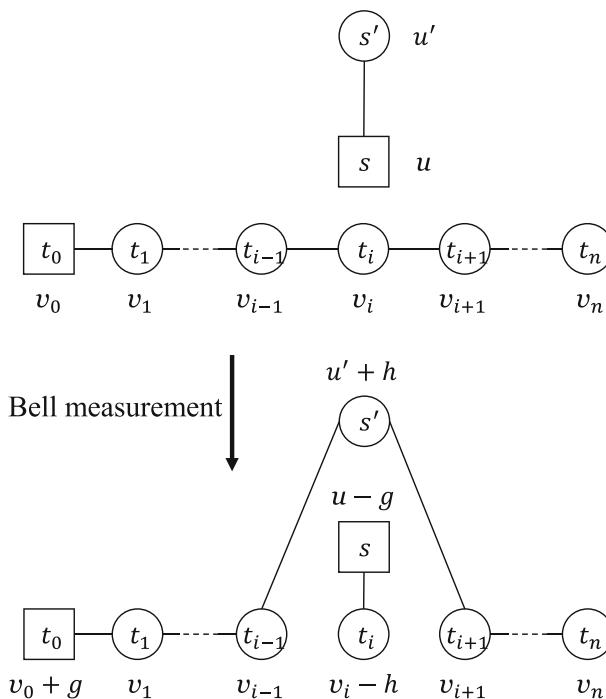 s′ u′
s u
t₀ t₁ tᵢ₋₁ tᵢ tᵢ₊₁ tₙ
v₀ v₁ vᵢ₋₁ vᵢ vᵢ₊₁ vₙ
u′ + h
Bell measurement
s′
u − g
s
t₀ t₁ tᵢ₋₁ tᵢ tᵢ₊₁ tₙ
v₀ + g v₁ vᵢ₋₁ vᵢ − h vᵢ₊₁ vₙ